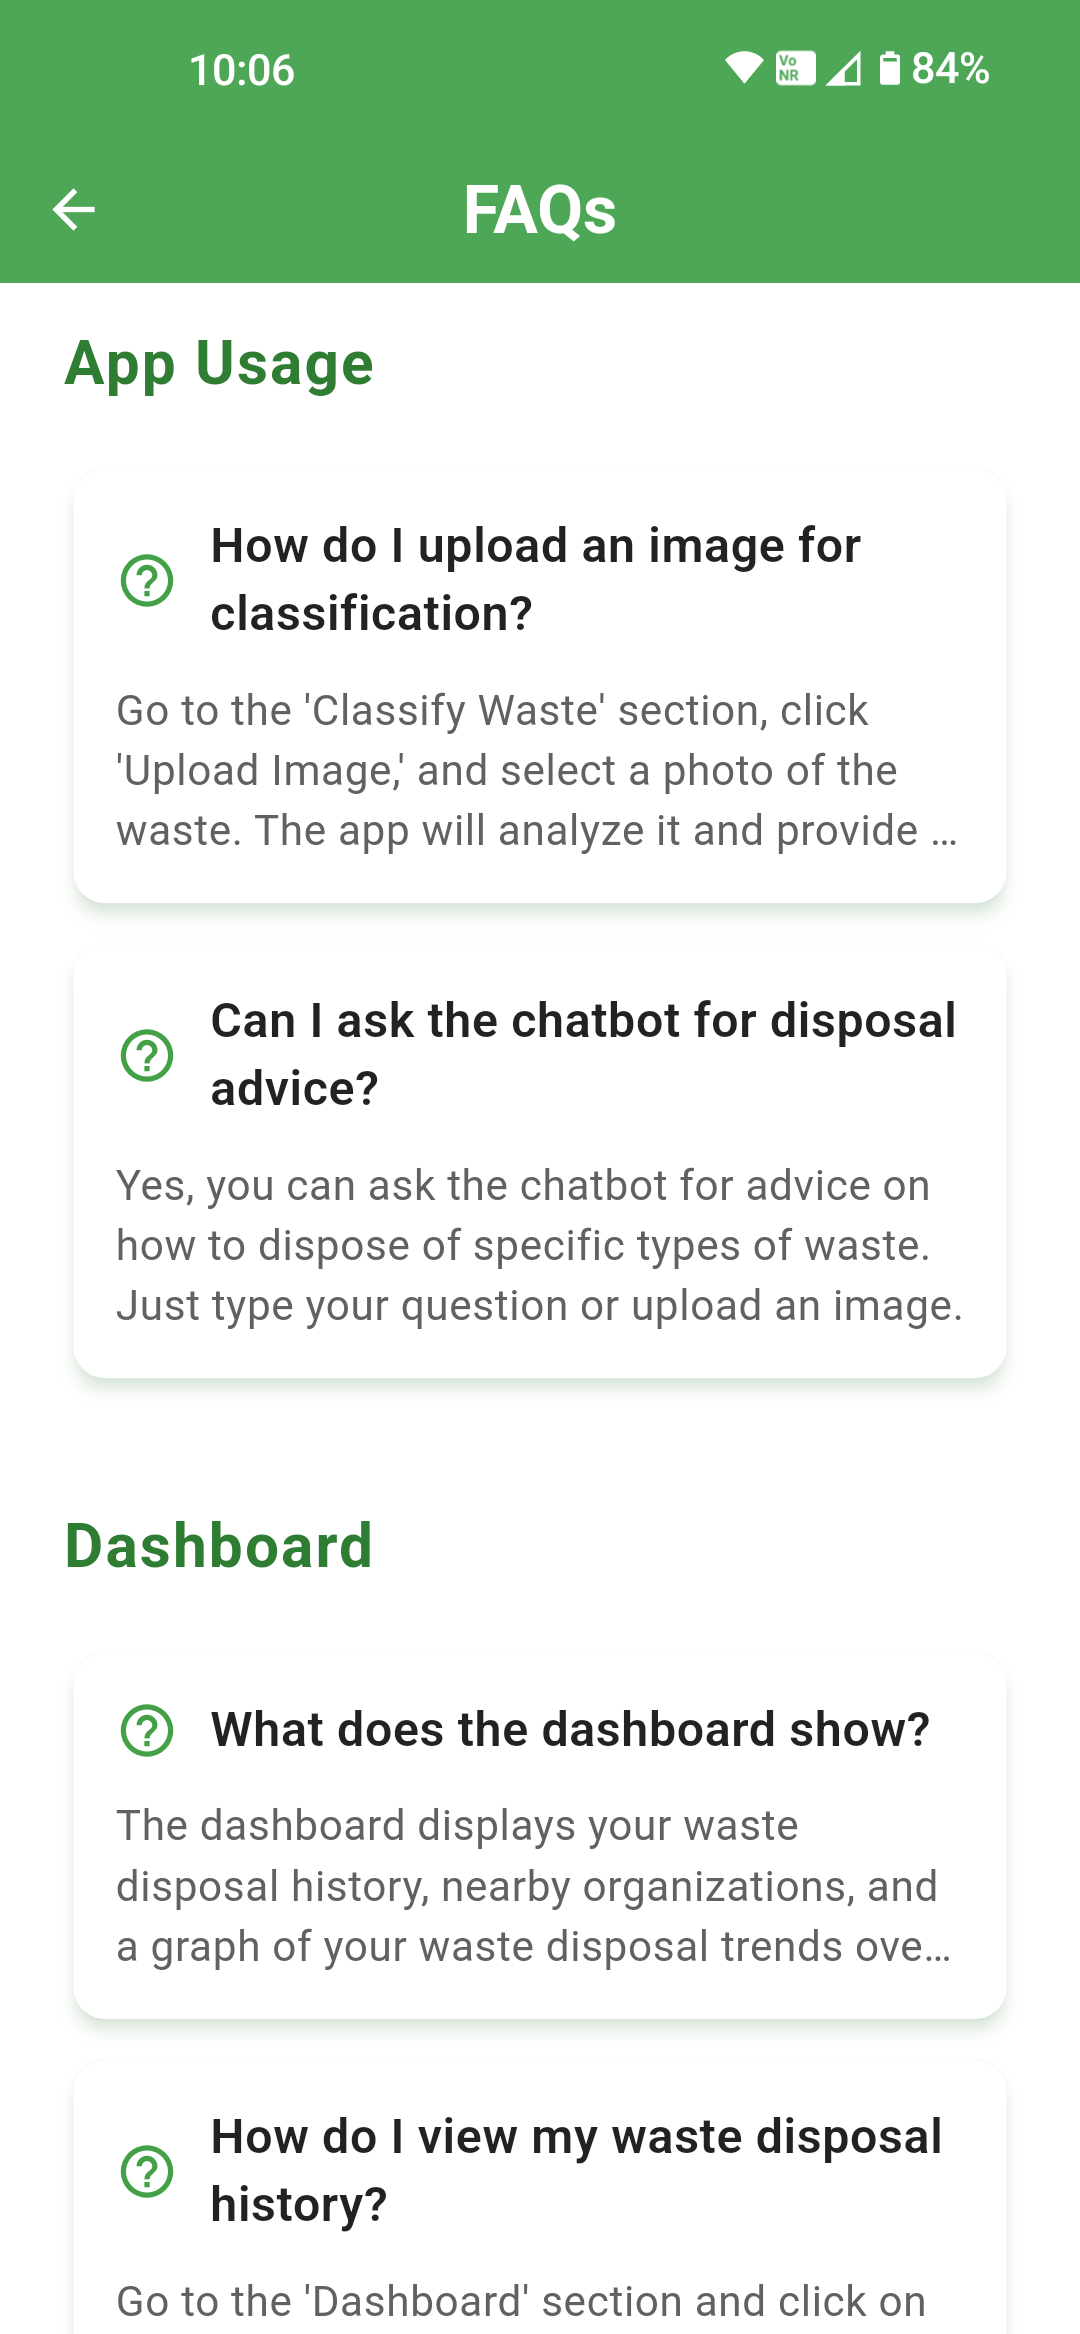 10:06
Vo
NR
84%
FAQs
App Usage
How do I upload an image for
classification?
Go to the 'Classify Waste' section, click
'Upload Image,' and select a photo of the
waste. The app will analyze it and provide …
Can I ask the chatbot for disposal
advice?
Yes, you can ask the chatbot for advice on
how to dispose of specific types of waste.
Just type your question or upload an image.
Dashboard
What does the dashboard show?
The dashboard displays your waste
disposal history, nearby organizations, and
a graph of your waste disposal trends ove…
How do I view my waste disposal
history?
Go to the 'Dashboard' section and click on